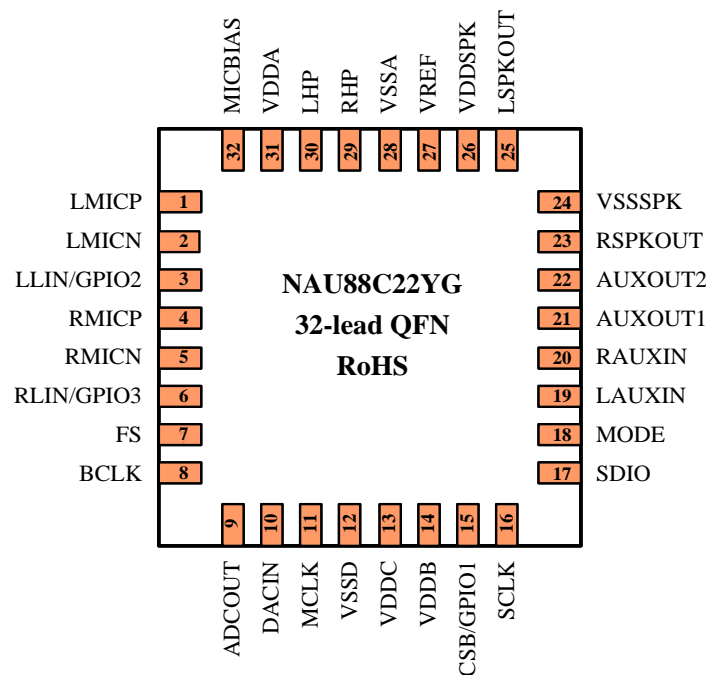 MICBIAS
VDDA
LHP
RHP
VSSA
VREF
VDDSPK
LSPKOUT
32
31
30
29
28
27
26
25
LMICP 1
LMICN 2
LLIN/GPIO2 3
RMICP 4
RMICN 5
RLIN/GPIO3 6
FS 7
BCLK 8
NAU88C22YG
32-lead QFN
RoHS
24 VSSSPK
23 RSPKOUT
22 AUXOUT2
21 AUXOUT1
20 RAUXIN
19 LAUXIN
18 MODE
17 SDIO
9
10
11
12
13
14
15
16
ADCOUT
DACIN
MCLK
VSSD
VDDC
VDDB
CSB/GPIO1
SCLK